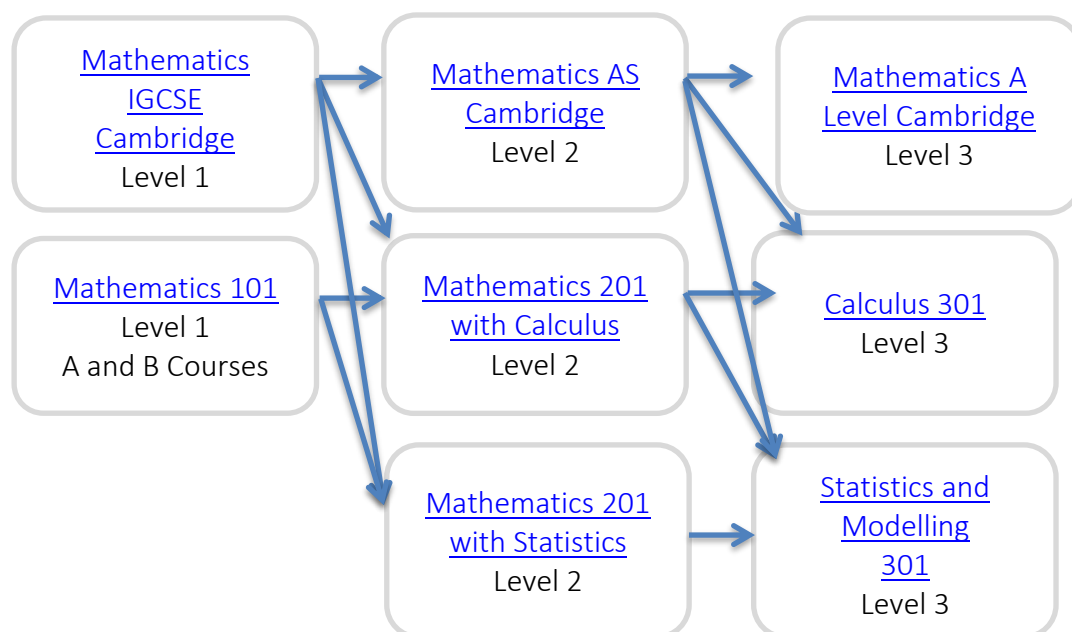 Mathematics
IGCSE
Cambridge
Level 1
Mathematics AS
Cambridge
Level 2
Mathematics A
Level Cambridge
Level 3
Mathematics 101
Level 1
A and B Courses
Mathematics 201
with Calculus
Level 2
Calculus 301
Level 3
Mathematics 201
with Statistics
Level 2
Statistics and
Modelling
301
Level 3